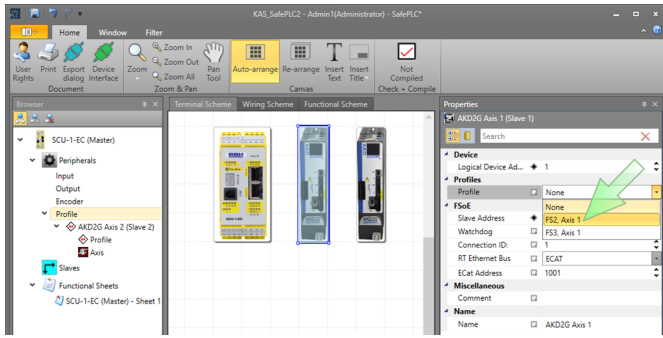 KAS_SafePLC2 - Admin1(Administrator) - SafePLC*
Home Window Filter
User Rights
Print
Export dialog
Device Interface
Document
Zoom
Zoom In
Zoom Out
Zoom All
Pan Tool
Zoom & Pan
Auto-arrange
Re-arrange
Insert Text
Insert Title
Canvas
Not Compiled
Check + Compile
Browser
SCU-1-EC (Master)
Peripherals
Input
Output
Encoder
Profile
AKD2G Axis 2 (Slave 2)
Profile
Axis
Slaves
Functional Sheets
SCU-1-EC (Master) - Sheet 1
Terminal Scheme Wiring Scheme Functional Scheme
Properties
AKD2G Axis 1 (Slave 1)
Search
Device
Logical Device Ad... 1
Profiles
Profile None
None
FS2, Axis 1
FS3, Axis 1
FSoE
Slave Address
Watchdog
Connection ID: 1
RT Ethernet Bus ECAT
ECat Address 1001
Miscellaneous
Comment
Name
Name AKD2G Axis 1